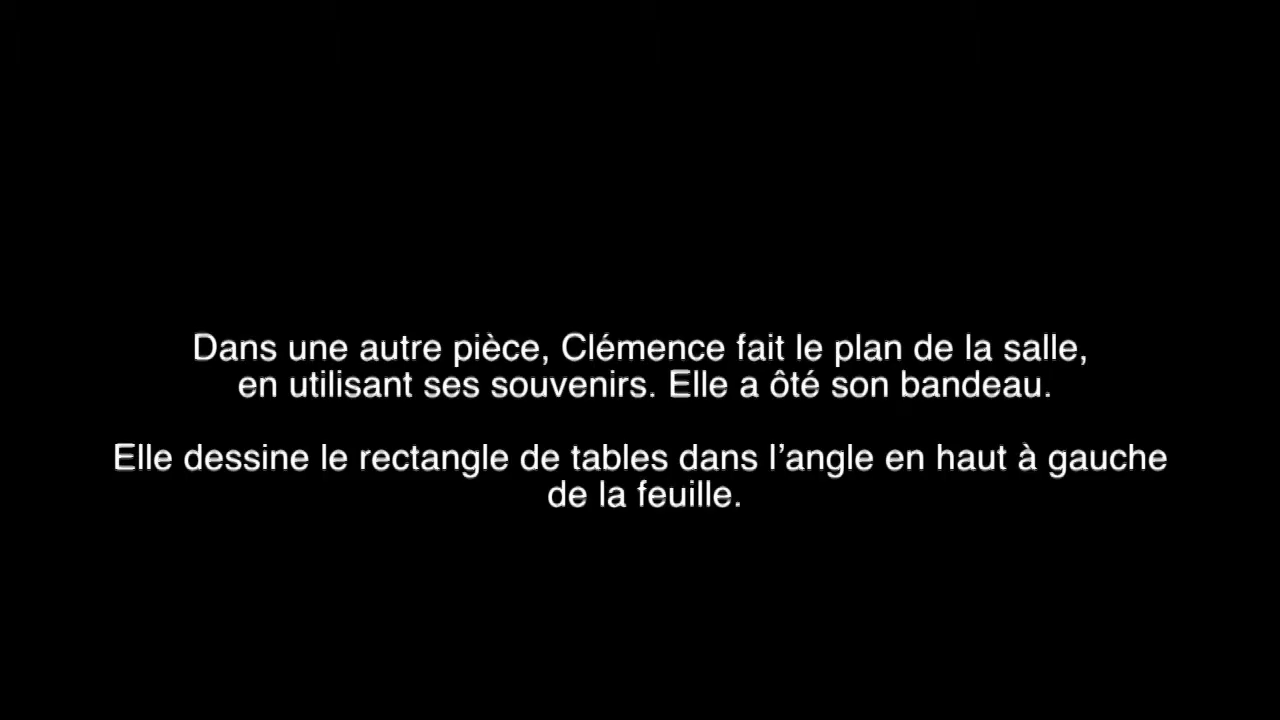 Dans une autre pièce, Clémence fait le plan de la salle,
en utilisant ses souvenirs. Elle a ôté son bandeau.
Elle dessine le rectangle de tables dans l’angle en haut à gauche
de la feuille.